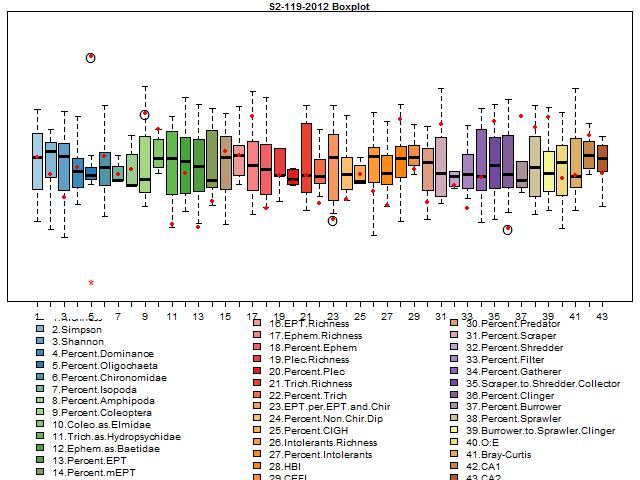 S2-119-2012 Boxplot
1 3 5 7 9 11 13 15 17 19 21 23 25 27 29 31 33 35 37 39 41 43
2.Simpson
3.Shannon
4.Percent.Dominance
5.Percent.Oligochaeta
6.Percent.Chironomidae
7.Percent.Isopoda
8.Percent.Amphipoda
9.Percent.Coleoptera
10.Coleo.as.Elmidae
11.Trich.as.Hydropsychidae
12.Ephem.as.Baetidae
13.Percent.EPT
14.Percent.mEPT
16.EPT.Richness
17.Ephem.Richness
18.Percent.Ephem
19.Plec.Richness
20.Percent.Plec
21.Trich.Richness
22.Percent.Trich
23.EPT.per.EPT.and.Chir
24.Percent.Non.Chir.Dip
25.Percent.CIGH
26.Intolerants.Richness
27.Percent.Intolerants
28.HBI
29.CEFI
30.Percent.Predator
31.Percent.Scraper
32.Percent.Shredder
33.Percent.Filter
34.Percent.Gatherer
35.Scraper.to.Shredder.Collector
36.Percent.Clinger
37.Percent.Burrower
38.Percent.Sprawler
39.Burrower.to.Sprawler.Clinger
40.O:E
41.Bray-Curtis
42.CA1
43.CA2